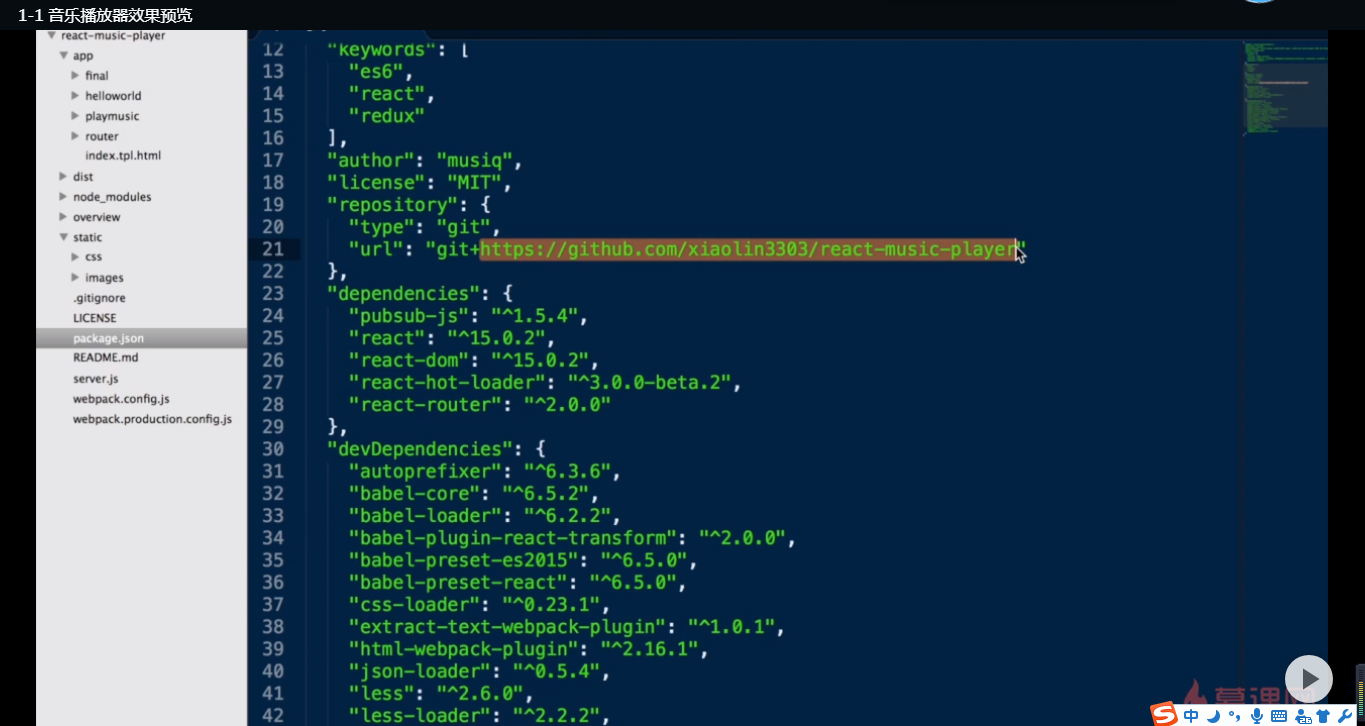 1-1 音乐播放器效果预览
react-music-player
app
final
helloworld
playmusic
router
index.tpl.html
dist
node_modules
overview
static
css
images
.gitignore
LICENSE
package.json
README.md
server.js
webpack.config.js
webpack.production.config.js
12 "keywords": [
13 "es6",
14 "react",
15 "redux"
16 ],
17 "author": "musiq",
18 "license": "MIT",
19 "repository": {
20 "type": "git",
21 "url": "git+https://github.com/xiaolin3303/react-music-player"
22 },
23 "dependencies": {
24 "pubsub-js": "^1.5.4",
25 "react": "^15.0.2",
26 "react-dom": "^15.0.2",
27 "react-hot-loader": "^3.0.0-beta.2",
28 "react-router": "^2.0.0"
29 },
30 "devDependencies": {
31 "autoprefixer": "^6.3.6",
32 "babel-core": "^6.5.2",
33 "babel-loader": "^6.2.2",
34 "babel-plugin-react-transform": "^2.0.0",
35 "babel-preset-es2015": "^6.5.0",
36 "babel-preset-react": "^6.5.0",
37 "css-loader": "^0.23.1",
38 "extract-text-webpack-plugin": "^1.0.1",
39 "html-webpack-plugin": "^2.16.1",
40 "json-loader": "^0.5.4",
41 "less": "^2.6.0",
42 "less-loader": "^2.2.2",
慕课网
中